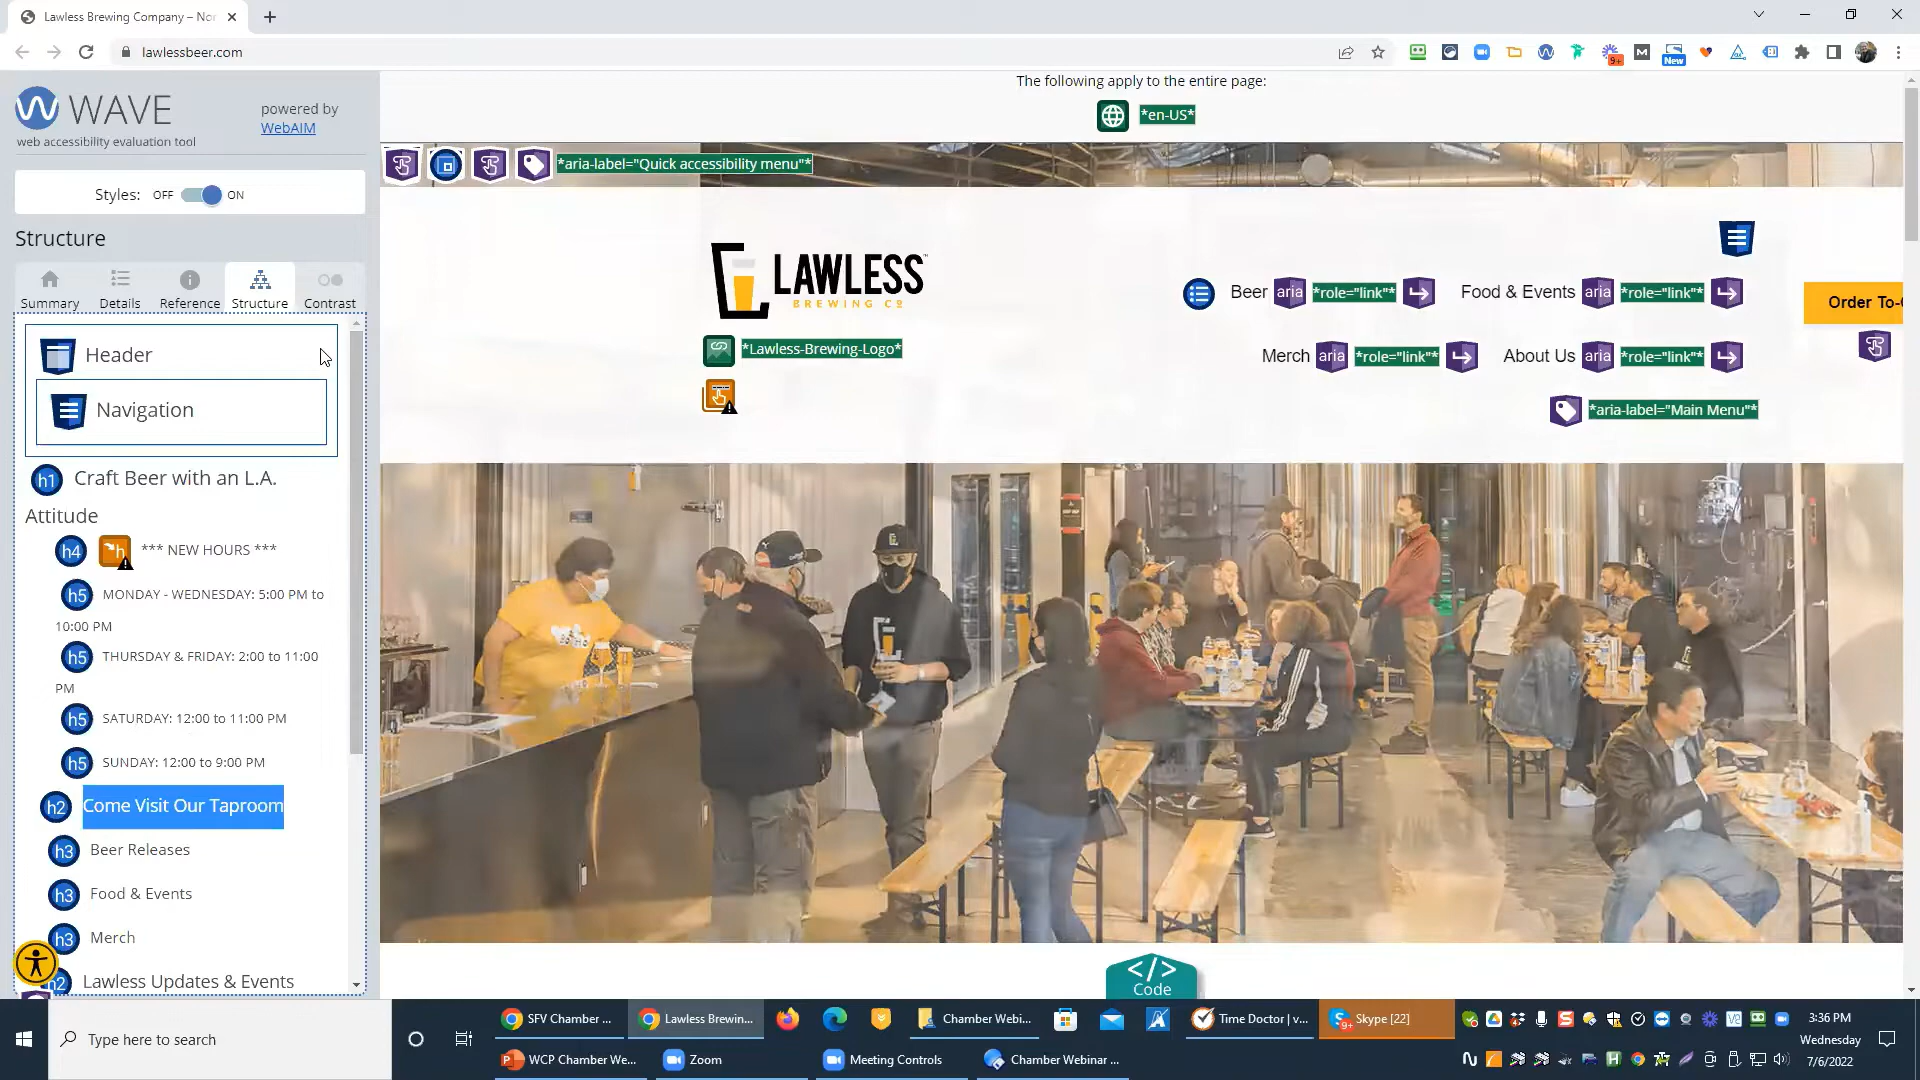 Lawless Brewing Company – Nor
lawlessbeer.com
9+
New
WAVE
web accessibility evaluation tool
powered by
WebAIM
Styles: OFF ON
Structure
Summary
Details
Reference
Structure
Contrast
Header
Navigation
h1 Craft Beer with an L.A.
Attitude
h4 h *** NEW HOURS ***
h5 MONDAY - WEDNESDAY: 5:00 PM to
10:00 PM
h5 THURSDAY & FRIDAY: 2:00 to 11:00
PM
h5 SATURDAY: 12:00 to 11:00 PM
h5 SUNDAY: 12:00 to 9:00 PM
h2 Come Visit Our Taproom
h3 Beer Releases
h3 Food & Events
h3 Merch
h2 Lawless Updates & Events
The following apply to the entire page:
*en-US*
*aria-label="Quick accessibility menu"*
LAWLESS
BREWING CO
*Lawless-Brewing-Logo*
Beer aria *role="link"*
Food & Events aria *role="link"*
Merch aria *role="link"*
About Us aria *role="link"*
*aria-label="Main Menu"*
Order To-
</>
Code
Type here to search
SFV Chamber ...
Lawless Brewin...
Chamber Webi...
Time Doctor | v...
9+ Skype [22]
WCP Chamber We...
Zoom
Meeting Controls
Chamber Webinar ...
3:36 PM
Wednesday
7/6/2022